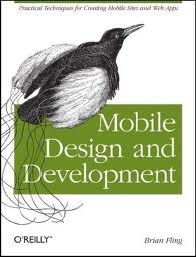 Practical Techniques for Creating Mobile Sites and Web Apps
Mobile
Design and
Development
O'REILLY®
Brian Fling